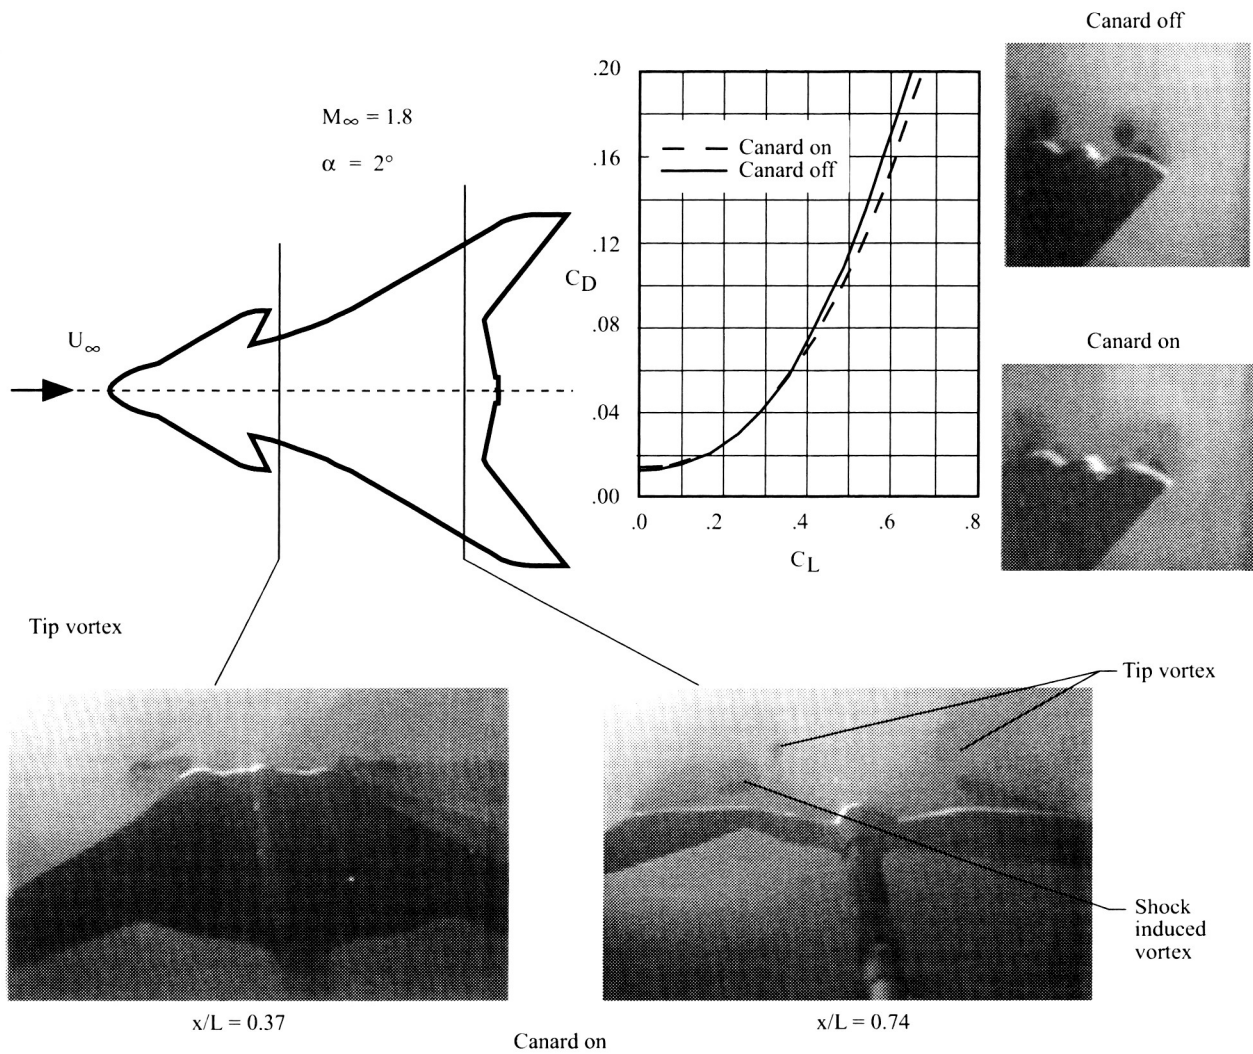 Canard off
M∞ = 1.8
α = 2°
U∞
.20
.16
.12
.08
.04
.00
CD
Canard on
Canard off
.0 .2 .4 .6 .8
CL
Canard on
Tip vortex
Tip vortex
Shock
induced
vortex
x/L = 0.37
x/L = 0.74
Canard on